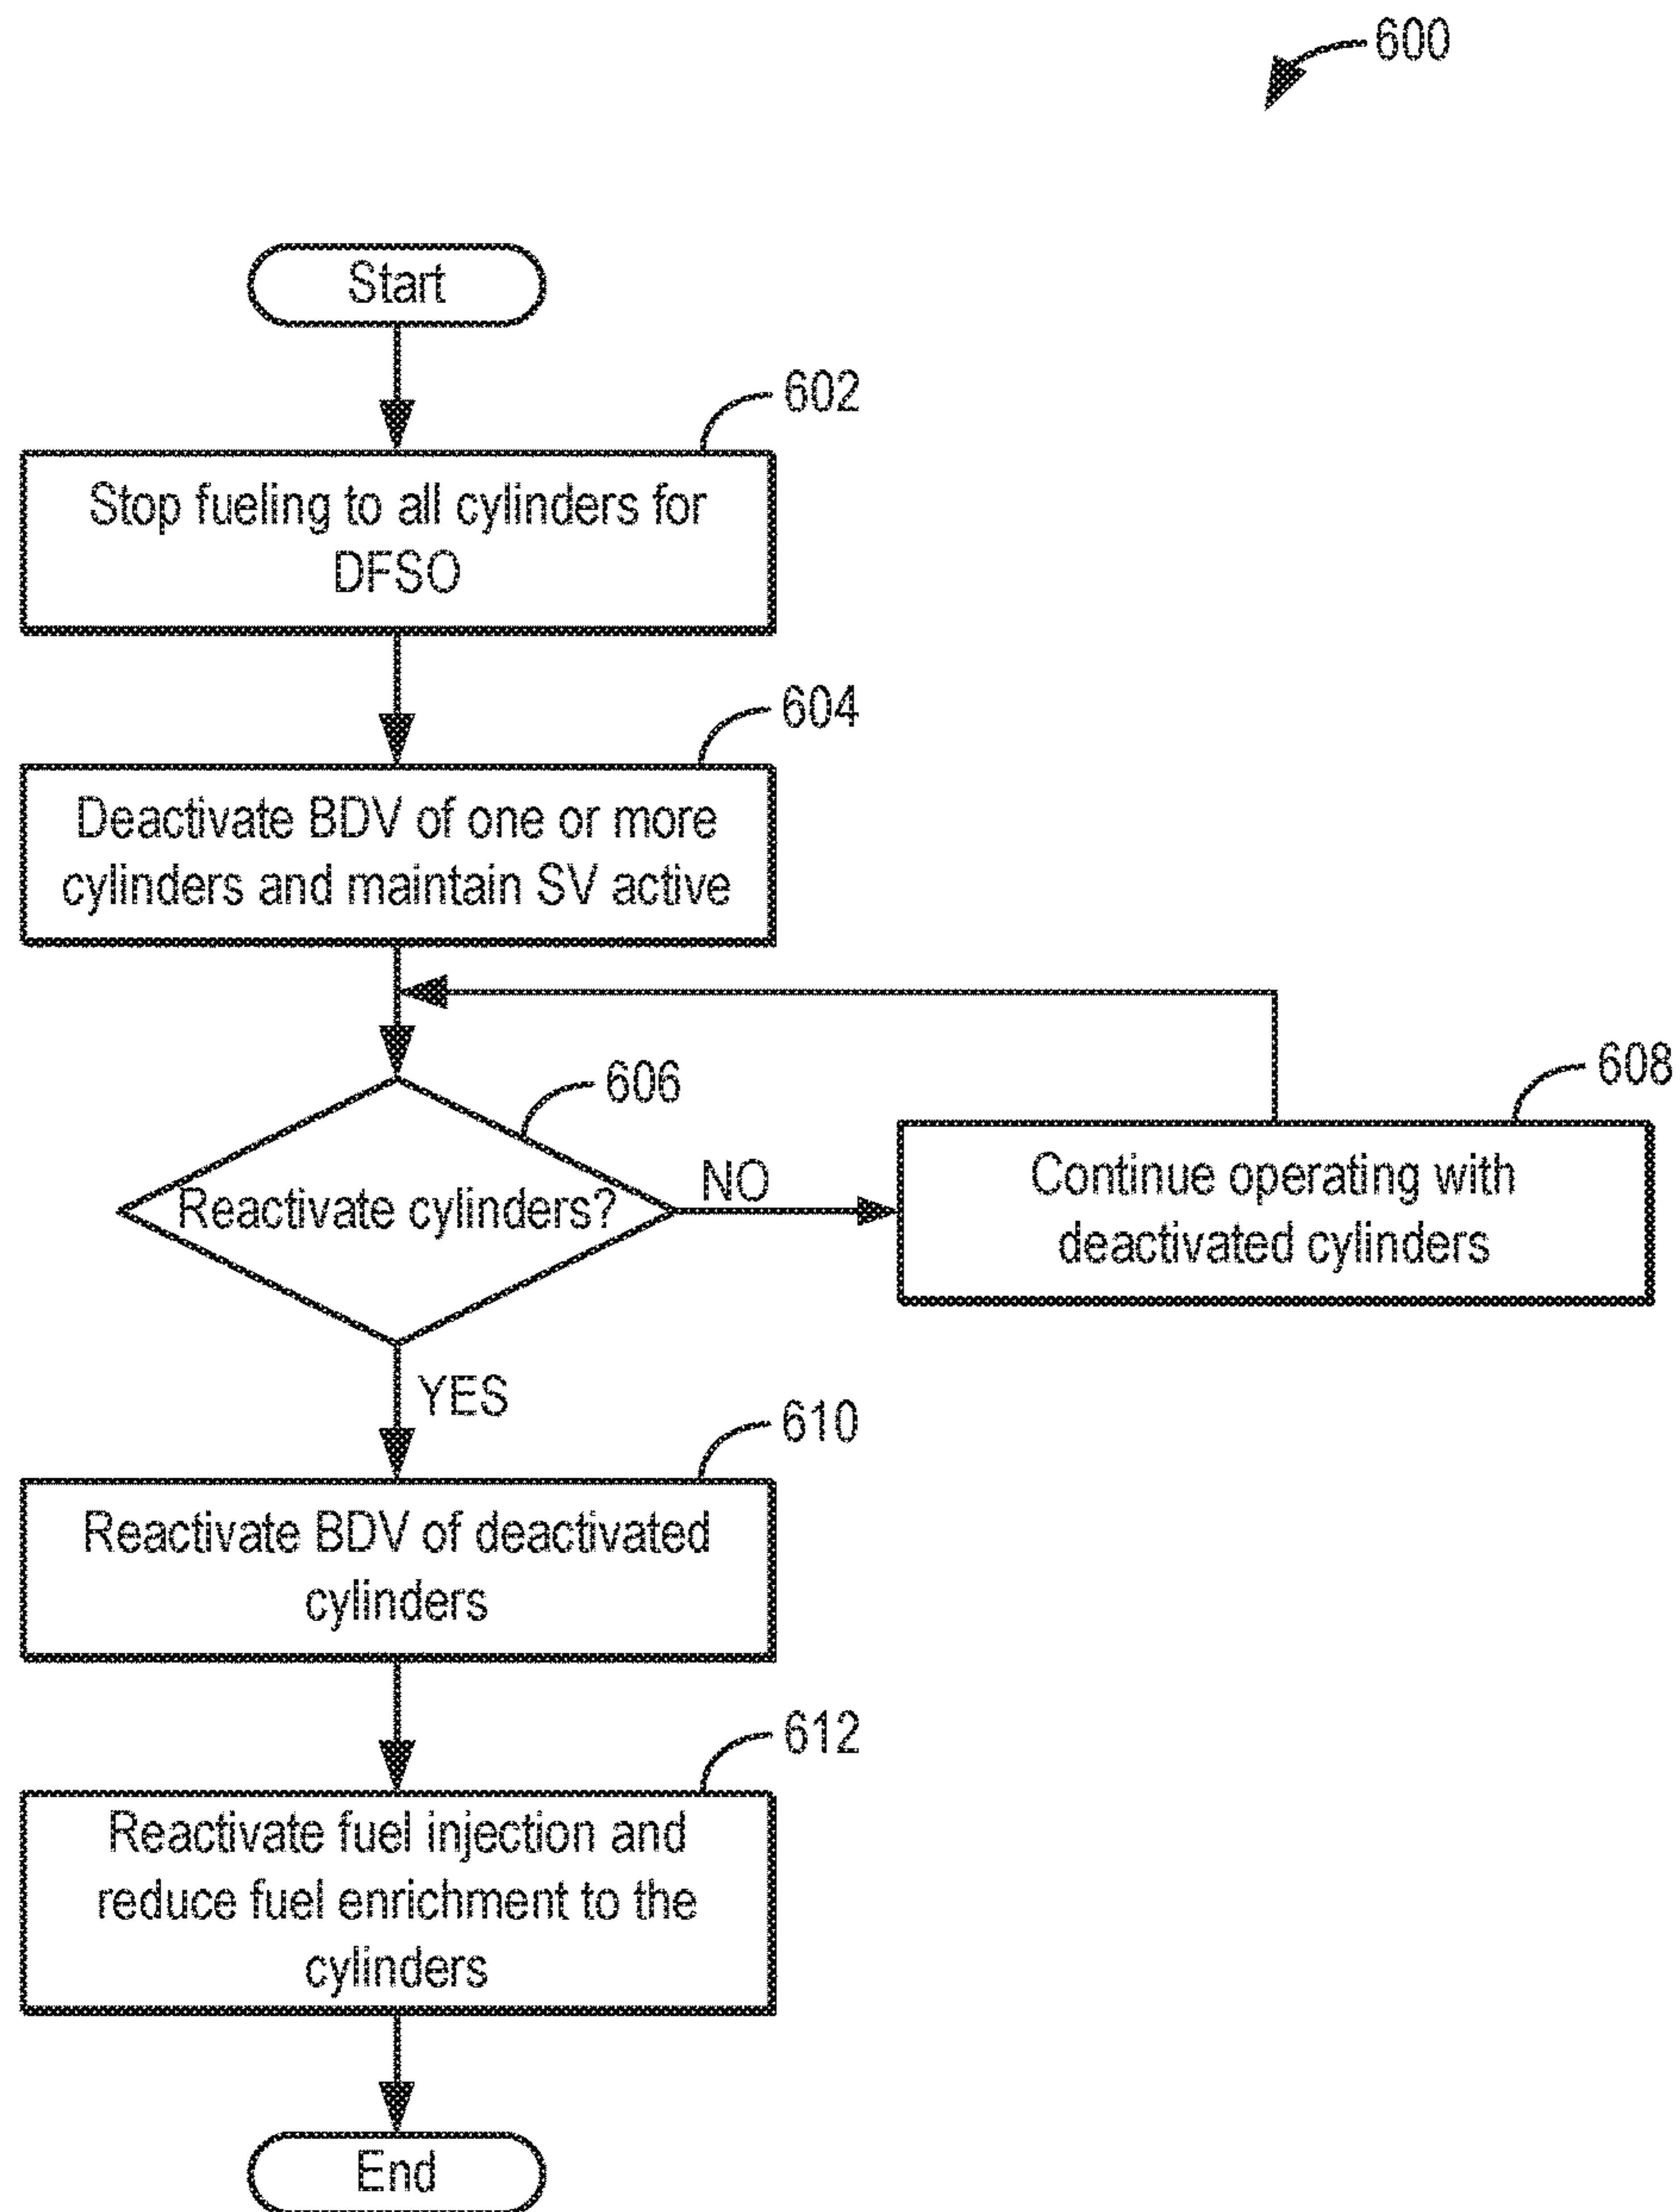 600
Start
602
Stop fueling to all cylinders for
DFSO
604
Deactivate BDV of one or more
cylinders and maintain SV active
606
608
Reactivate cylinders?
NO
Continue operating with
deactivated cylinders
YES
610
Reactivate BDV of deactivated
cylinders
612
Reactivate fuel injection and
reduce fuel enrichment to the
cylinders
End